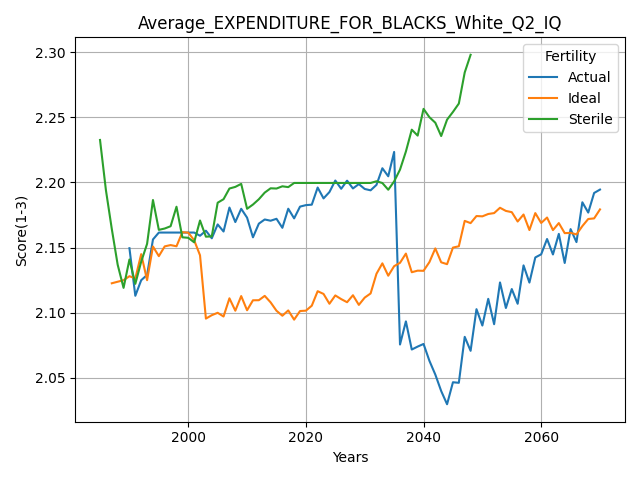 Average_EXPENDITURE_FOR_BLACKS_White_Q2_IQ
Fertility
Actual
Ideal
Sterile
Score(1-3)
2.30
2.25
2.20
2.15
2.10
2.05
2000
2020
2040
2060
Years